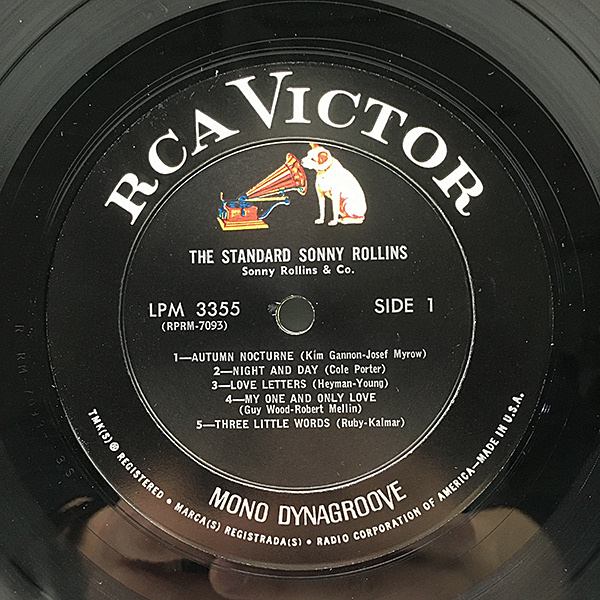 RCA VICTOR
THE STANDARD SONNY ROLLINS
Sonny Rollins & Co.
LPM 3355
(RPRM-7093)
SIDE 1
1—AUTUMN NOCTURNE (Kim Gannon-Josef Myrow)
2—NIGHT AND DAY (Cole Porter)
3—LOVE LETTERS (Heyman-Young)
4—MY ONE AND ONLY LOVE
(Guy Wood-Robert Mellin)
5—THREE LITTLE WORDS (Ruby-Kalmar)
MONO DYNAGROOVE
TMK(S)® REGISTERED • MARCA(S) REGISTRADA(S) • RADIO CORPORATION OF AMERICA—MADE IN U.S.A.